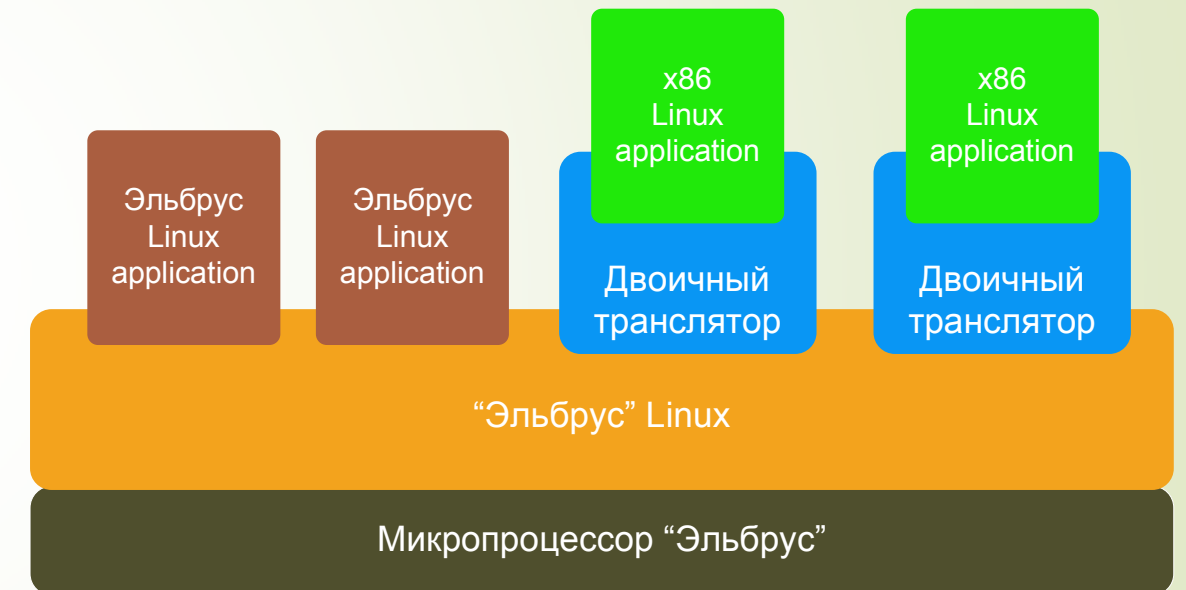 x86
Linux
application
x86
Linux
application
Эльбрус
Linux
application
Эльбрус
Linux
application
Двоичный
транслятор
Двоичный
транслятор
“Эльбрус” Linux
Микропроцессор “Эльбрус”